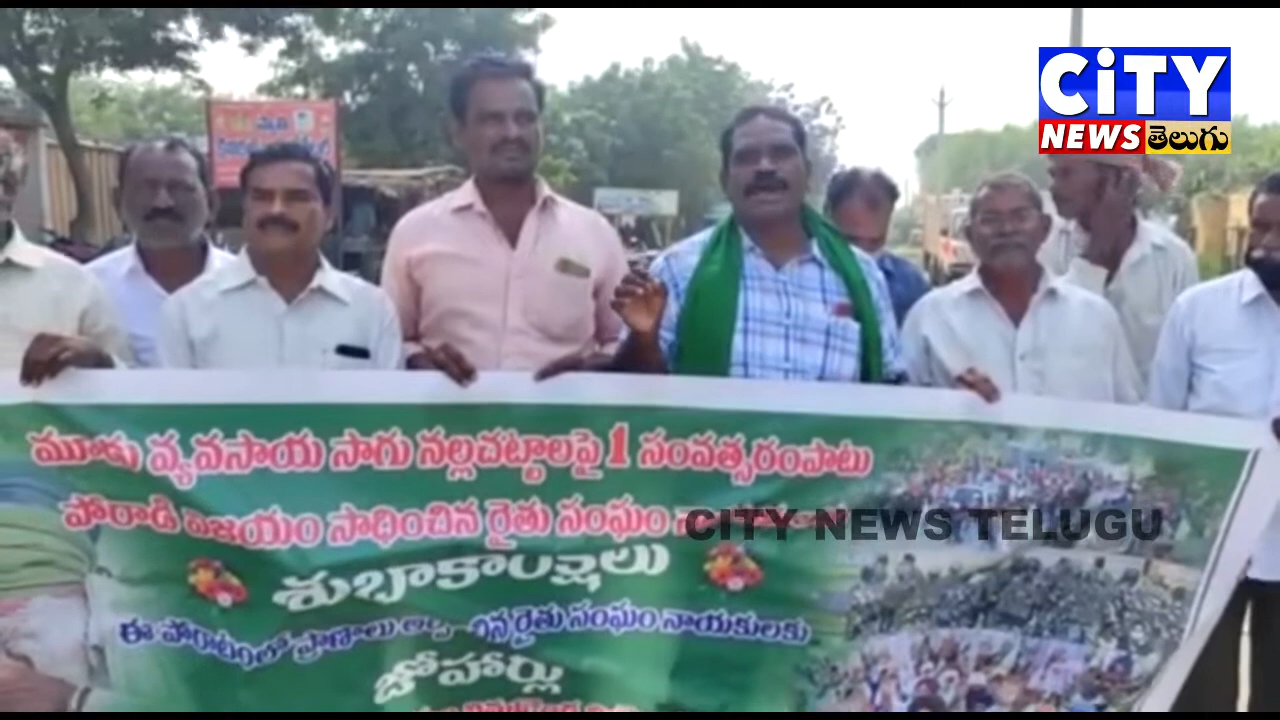 CiTY
NEWS తెలుగు
మూడు వ్యవసాయ సాగు నల్లచట్టాలపై 1 సంవత్సరంపాటు
పోరాడి విజయం సాధించిన రైతు సంఘం
CITY NEWS TELUGU
శుభాకాంక్షలు
ఈ పోరాటంలో ప్రాణాలు రైతు సంఘం నాయకులకు
జోహార్లు